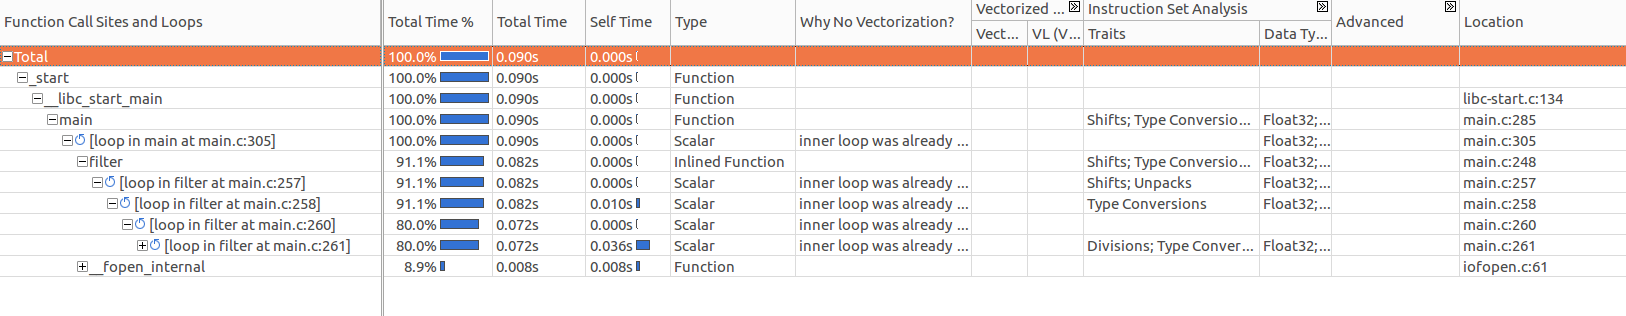 Function Call Sites and Loops Total Time % Total Time Self Time Type Why No Vectorization? Vectorized ... Instruction Set Analysis Advanced Location
Vect... VL (V... Traits Data Ty...
Total 100.0% 0.090s 0.000s
_start 100.0% 0.090s 0.000s Function
__libc_start_main 100.0% 0.090s 0.000s Function libc-start.c:134
main 100.0% 0.090s 0.000s Function Shifts; Type Conversio... Float32;... main.c:285
[loop in main at main.c:305] 100.0% 0.090s 0.000s Scalar inner loop was already ... Float32;... main.c:305
filter 91.1% 0.082s 0.000s Inlined Function Shifts; Type Conversio... Float32;... main.c:248
[loop in filter at main.c:257] 91.1% 0.082s 0.000s Scalar inner loop was already ... Shifts; Unpacks Float32;... main.c:257
[loop in filter at main.c:258] 91.1% 0.082s 0.010s Scalar inner loop was already ... Type Conversions Float32;... main.c:258
[loop in filter at main.c:260] 80.0% 0.072s 0.000s Scalar inner loop was already ... main.c:260
[loop in filter at main.c:261] 80.0% 0.072s 0.036s Scalar inner loop was already ... Divisions; Type Conver... Float32;... main.c:261
__fopen_internal 8.9% 0.008s 0.008s Function iofopen.c:61